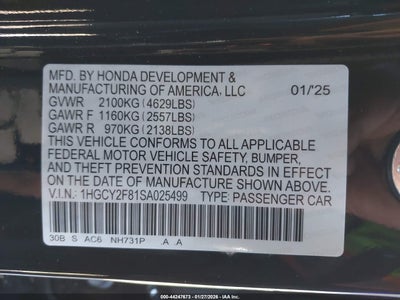 MFD. BY HONDA DEVELOPMENT &
MANUFACTURING OF AMERICA, LLC 01/'25
GVWR 2100KG (4629LBS)
GAWR F 1160KG (2557LBS)
GAWR R 970KG (2138LBS)
THIS VEHICLE CONFORMS TO ALL APPLICABLE
FEDERAL MOTOR VEHICLE SAFETY, BUMPER,
AND THEFT PREVENTION STANDARDS IN EFFECT
ON THE DATE OF MANUFACTURE SHOWN ABOVE.
V.I.N.: 1HGCY2F81SA025499 TYPE: PASSENGER CAR
30B S AC6 NH731P A A
000-44247673 - 01/27/2026 - IAA, Inc.